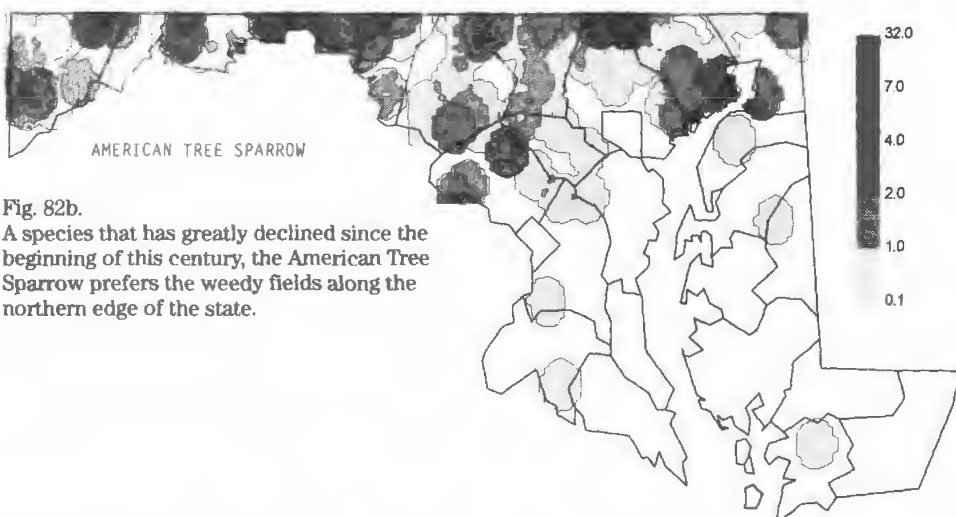 AMERICAN TREE SPARROW
Fig. 82b.
A species that has greatly declined since the
beginning of this century, the American Tree
Sparrow prefers the weedy fields along the
northern edge of the state.
32.0
7.0
4.0
2.0
1.0
0.1